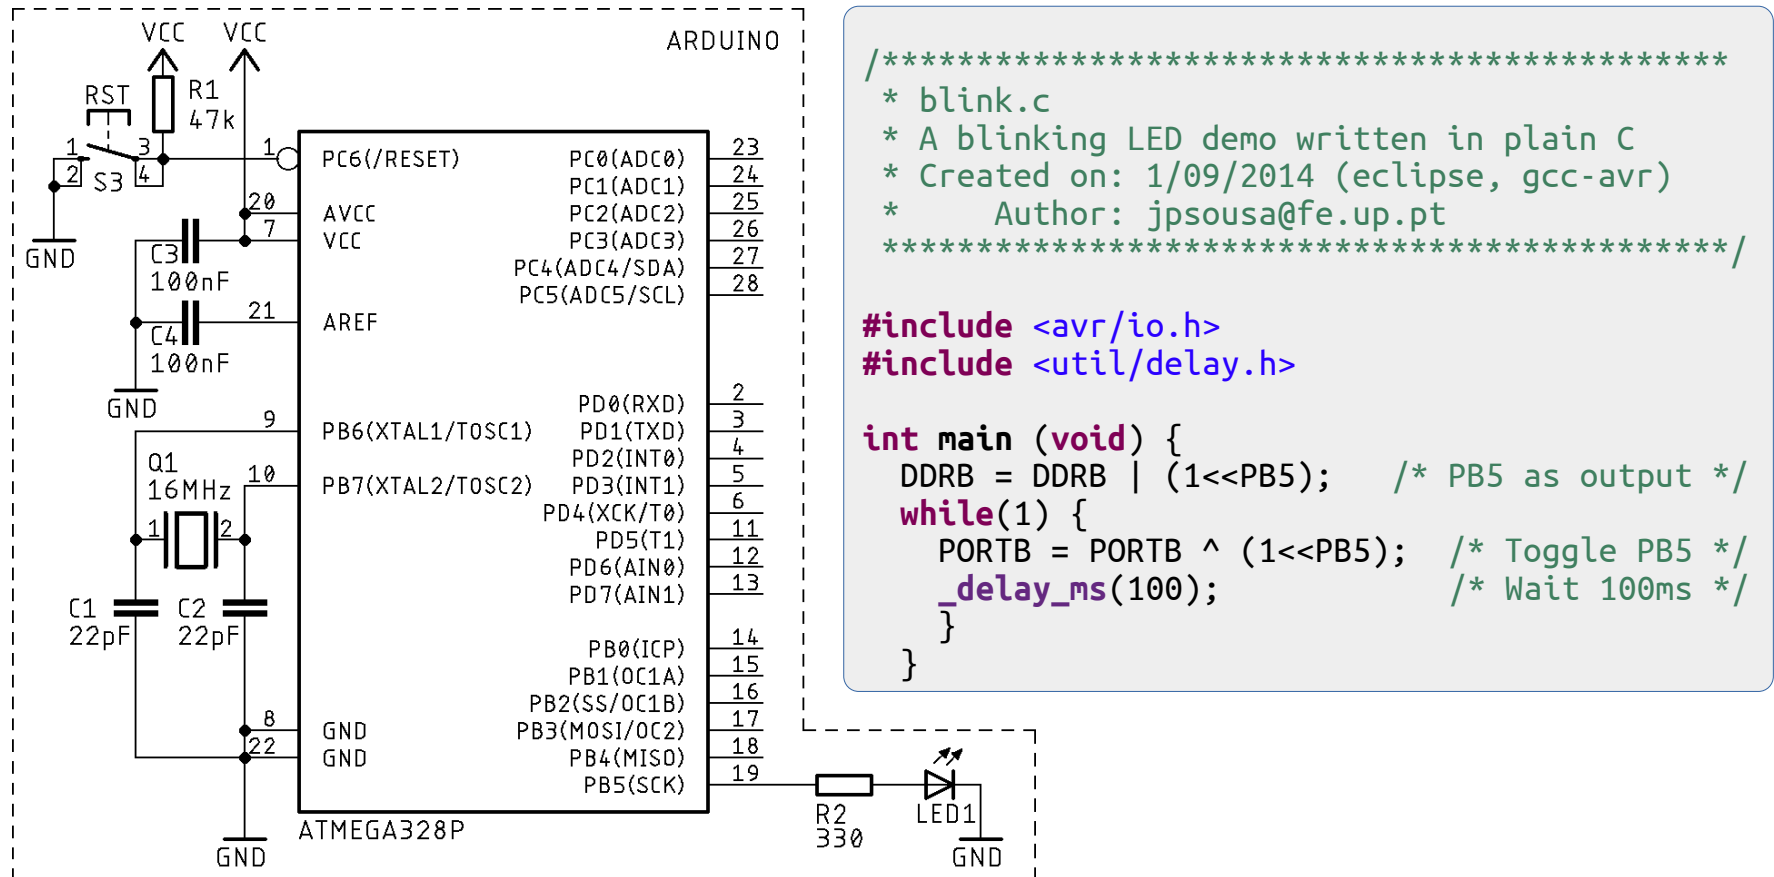 VCC VCC
ARDUINO
RST
R1
47k
1 3
2 4
S3
GND
1 PC6(/RESET)
20 AVCC
7 VCC
C3
100nF
21 AREF
C4
100nF
GND
9 PB6(XTAL1/TOSC1)
10 PB7(XTAL2/TOSC2)
Q1
16MHz
1 2
C1
22pF
C2
22pF
8 GND
22 GND
GND
PC0(ADC0) 23
PC1(ADC1) 24
PC2(ADC2) 25
PC3(ADC3) 26
PC4(ADC4/SDA) 27
PC5(ADC5/SCL) 28
PD0(RXD) 2
PD1(TXD) 3
PD2(INT0) 4
PD3(INT1) 5
PD4(XCK/T0) 6
PD5(T1) 11
PD6(AIN0) 12
PD7(AIN1) 13
PB0(ICP) 14
PB1(OC1A) 15
PB2(SS/OC1B) 16
PB3(MOSI/OC2) 17
PB4(MISO) 18
PB5(SCK) 19
ATMEGA328P
R2
330
LED1
GND
/*********************************************
* blink.c
* A blinking LED demo written in plain C
* Created on: 1/09/2014 (eclipse, gcc-avr)
* Author: jpsousa@fe.up.pt
*********************************************/
#include <avr/io.h>
#include <util/delay.h>
int main (void) {
DDRB = DDRB | (1<<PB5); /* PB5 as output */
while(1) {
PORTB = PORTB ^ (1<<PB5); /* Toggle PB5 */
_delay_ms(100); /* Wait 100ms */
}
}